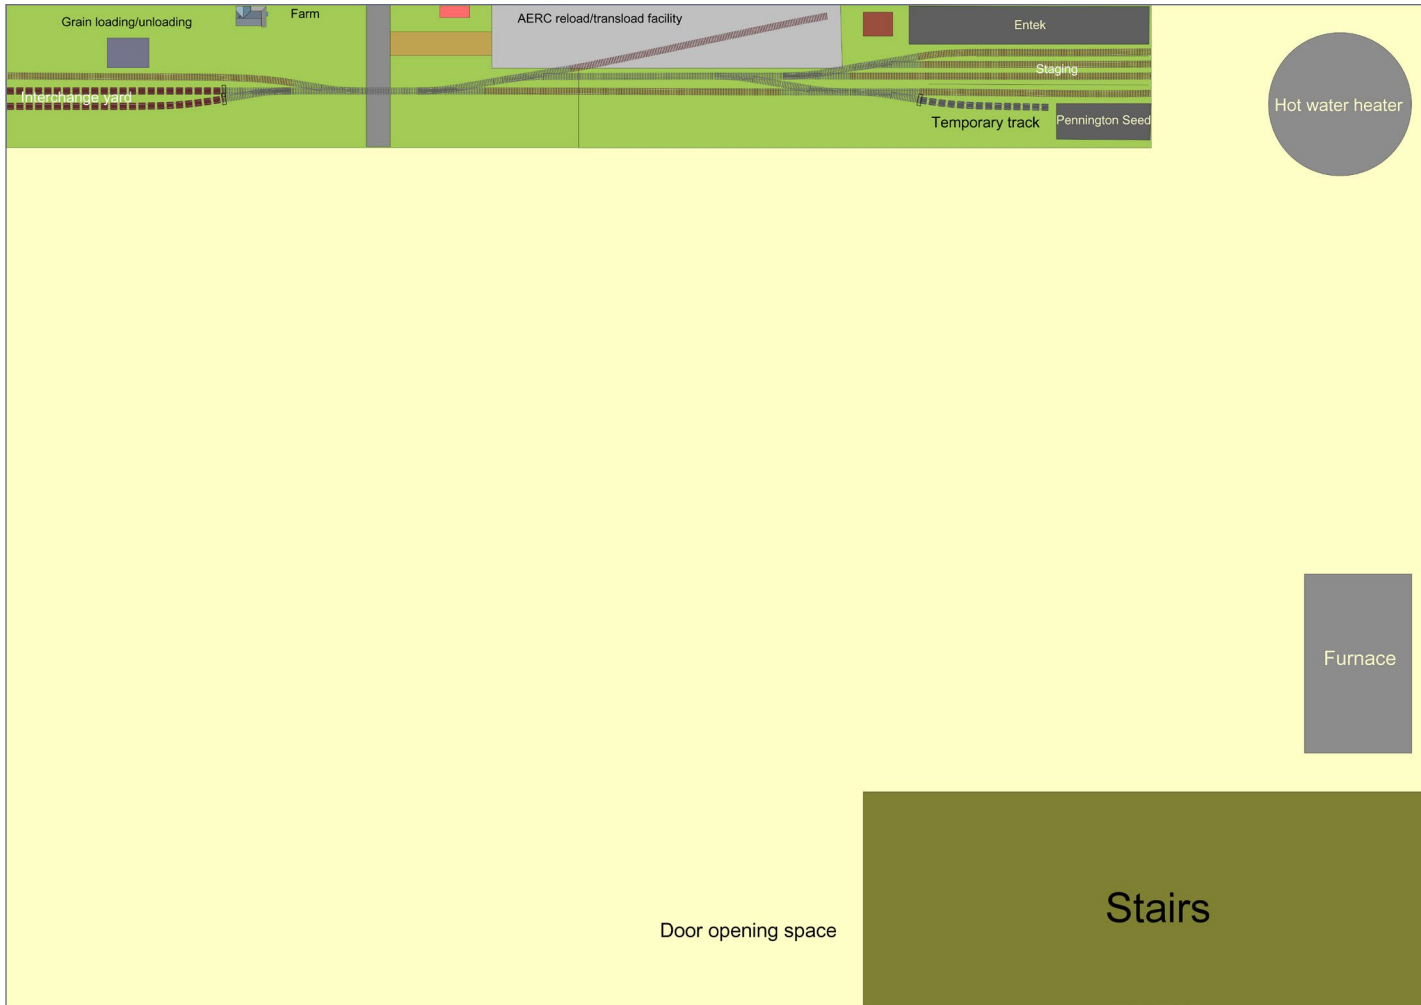 Grain loading/unloading
Farm
AERC reload/transload facility
Entek
Staging
Interchange yard
Temporary track
Pennington Seed
Hot water heater
Furnace
Stairs
Door opening space